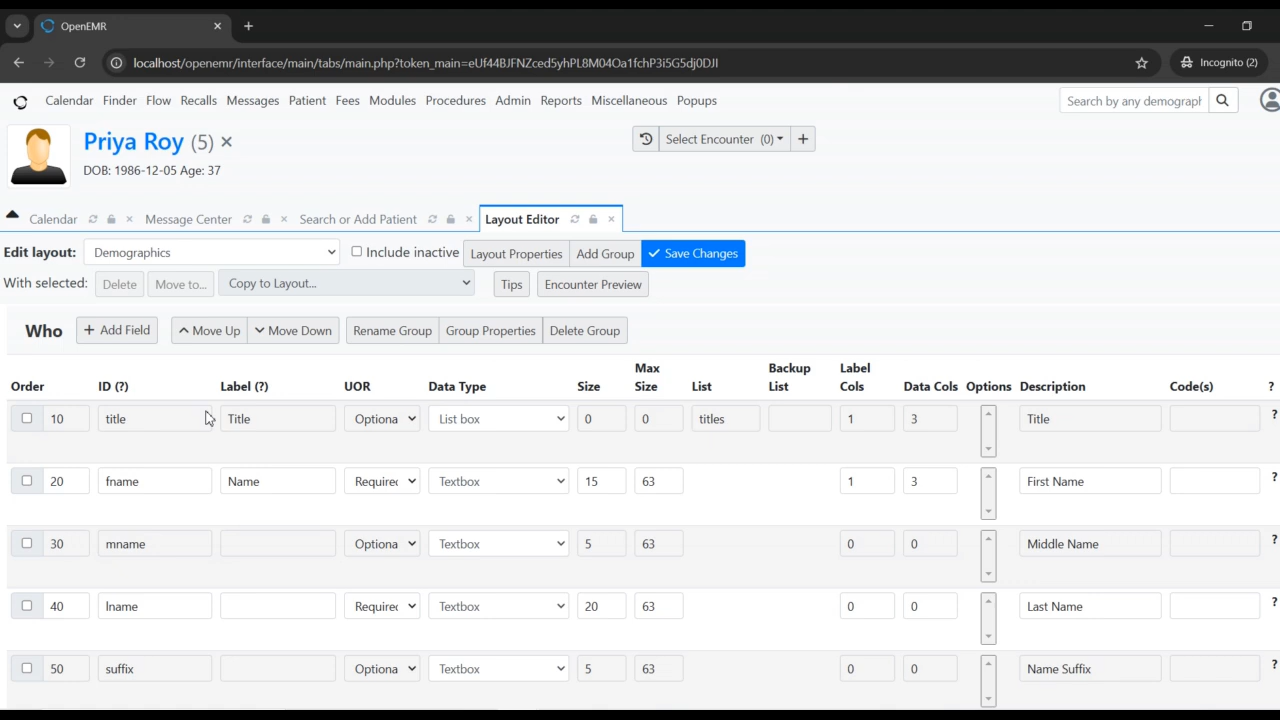 OpenEMR
localhost/openemr/interface/main/tabs/main.php?token_main=eUf44BJFNZced5yhPL8M04Oa1fchP3i5G5dj0DJI
Incognito (2)
Calendar Finder Flow Recalls Messages Patient Fees Modules Procedures Admin Reports Miscellaneous Popups
Search by any demograph
Priya Roy (5)
DOB: 1986-12-05 Age: 37
Select Encounter (0)
Calendar Message Center Search or Add Patient Layout Editor
Edit layout: Demographics Include inactive Layout Properties Add Group Save Changes
With selected: Delete Move to... Copy to Layout... Tips Encounter Preview
Who + Add Field Move Up Move Down Rename Group Group Properties Delete Group
Order ID (?) Label (?) UOR Data Type Size Max Size List Backup List Label Cols Data Cols Options Description Code(s) ?
10 title Title Optiona List box 0 0 titles 1 3 Title ?
20 fname Name Required Textbox 15 63 1 3 First Name ?
30 mname Optiona Textbox 5 63 0 0 Middle Name ?
40 lname Required Textbox 20 63 0 0 Last Name ?
50 suffix Optiona Textbox 5 63 0 0 Name Suffix ?